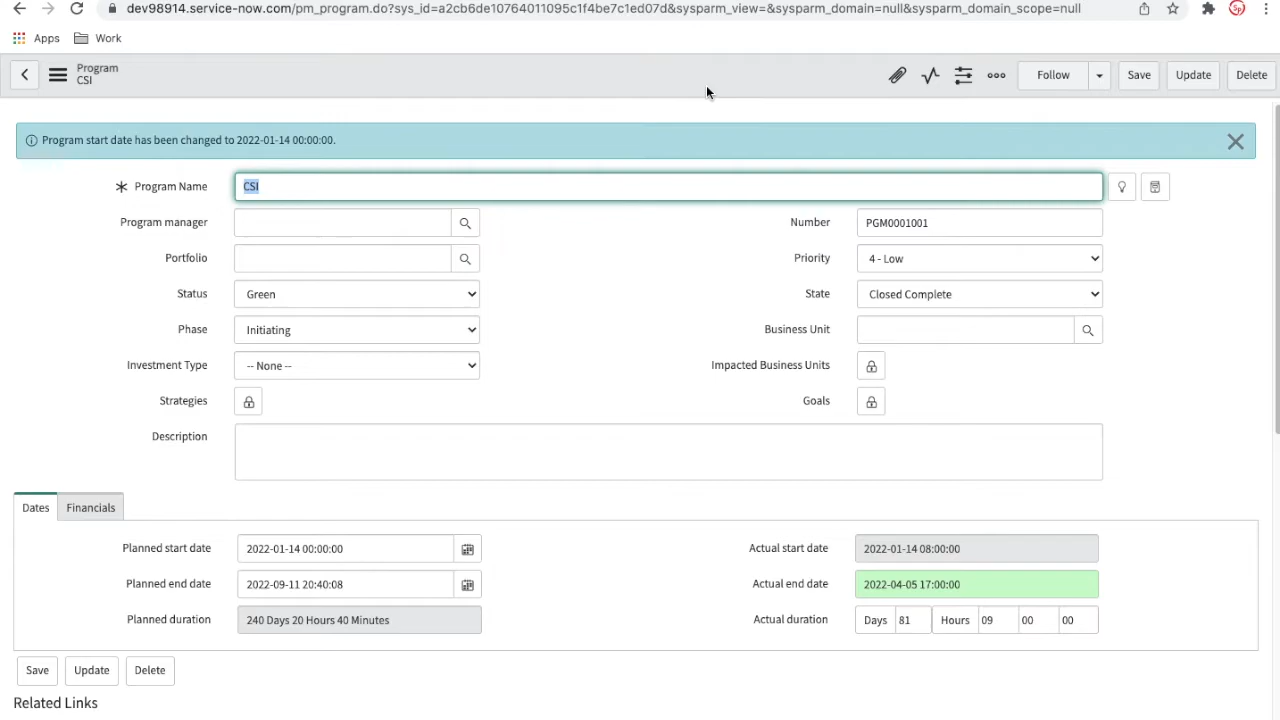 dev98914.service-now.com/pm_program.do?sys_id=a2cb6de10764011095c1f4be7c1ed07d&sysparm_view=&sysparm_domain=null&sysparm_domain_scope=null
Sp
Apps Work
Program
CSI
Follow Save Update Delete
Program start date has been changed to 2022-01-14 00:00:00.
Program Name CSI
Program manager Number PGM0001001
Portfolio Priority 4 - Low
Status Green State Closed Complete
Phase Initiating Business Unit
Investment Type -- None -- Impacted Business Units
Strategies Goals
Description
Dates Financials
Planned start date 2022-01-14 00:00:00 Actual start date 2022-01-14 08:00:00
Planned end date 2022-09-11 20:40:08 Actual end date 2022-04-05 17:00:00
Planned duration 240 Days 20 Hours 40 Minutes Actual duration Days 81 Hours 09 00 00
Save Update Delete
Related Links